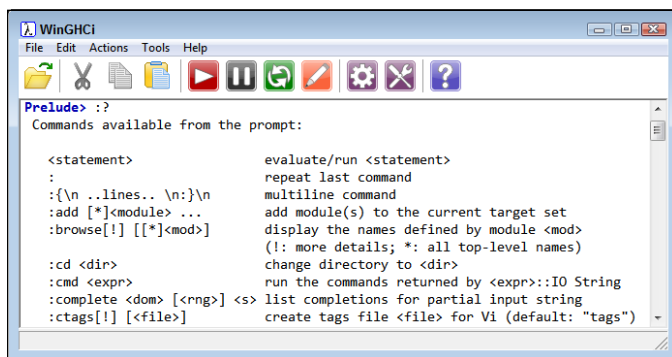 λ WinGHCi
File Edit Actions Tools Help
Prelude> :?
Commands available from the prompt:
<statement> evaluate/run <statement>
: repeat last command
:{\n ..lines.. \n:}\n multiline command
:add [*]<module> ... add module(s) to the current target set
:browse[!] [[*]<mod>] display the names defined by module <mod>
(!: more details; *: all top-level names)
:cd <dir> change directory to <dir>
:cmd <expr> run the commands returned by <expr>::IO String
:complete <dom> [<rng>] <s> list completions for partial input string
:ctags[!] [<file>] create tags file <file> for Vi (default: "tags")